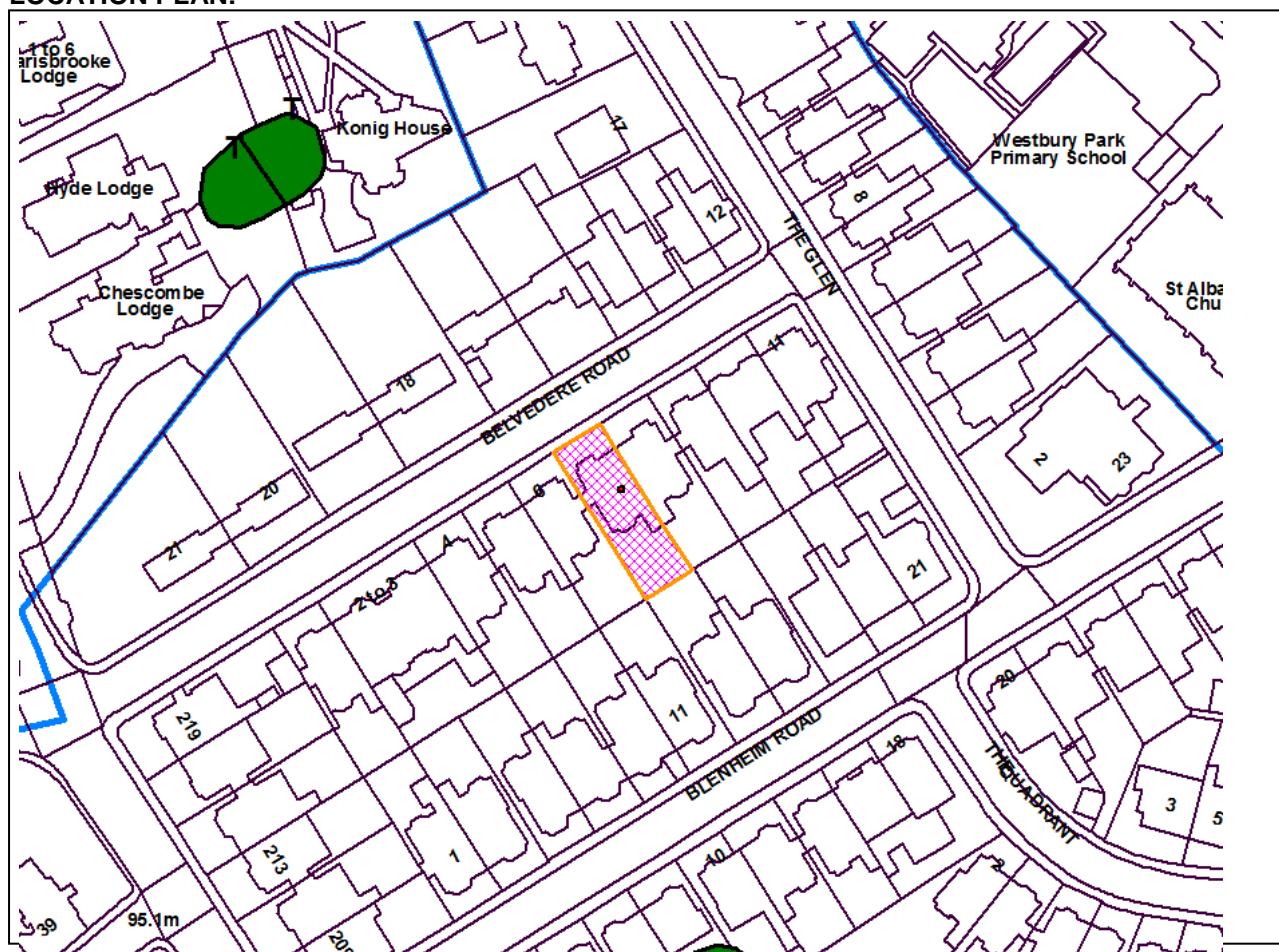 LOCATION PLAN:
1 to 6
arisbrooke
Lodge
T
T
Konig House
17
Westbury Park
Primary School
Hyde Lodge
8
12
THE GLEN
Chescombe
Lodge
St Alba
Chu
18
BELVEDERE ROAD
11
2
23
20
6
21
4
2 to 3
21
20
219
11
BLENHEIM ROAD
18
THE QUADRANT
3
5
213
1
10
2
39
95.1m